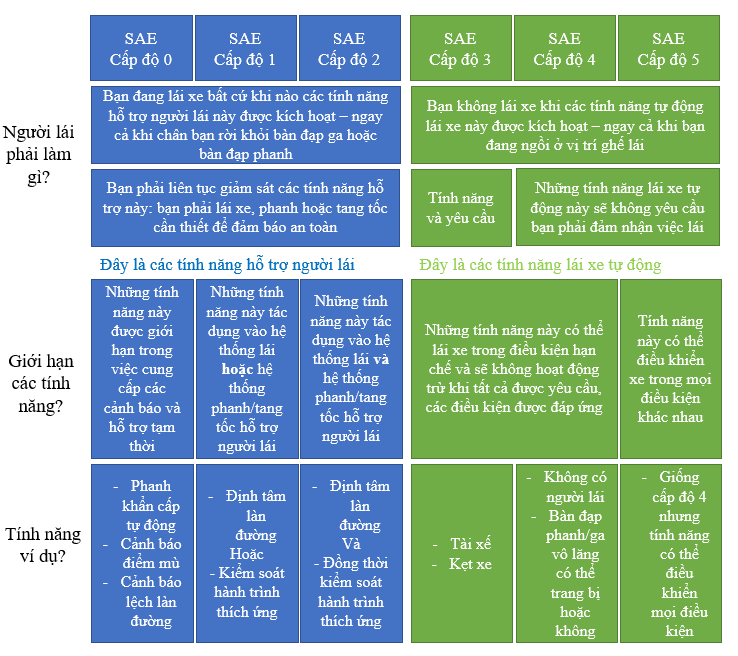 SAE
Cấp độ 0
SAE
Cấp độ 1
SAE
Cấp độ 2
SAE
Cấp độ 3
SAE
Cấp độ 4
SAE
Cấp độ 5
Người lái
phải làm
gì?
Bạn đang lái xe bất cứ khi nào các tính năng
hỗ trợ người lái này được kích hoạt – ngay
cả khi chân bạn rời khỏi bàn đạp ga hoặc
bàn đạp phanh
Bạn không lái xe khi các tính năng tự động
lái xe này được kích hoạt – ngay cả khi bạn
đang ngồi ở vị trí ghế lái
Bạn phải liên tục giảm sát các tính năng hổ
trợ này: bạn phải lái xe, phanh hoặc tang tốc
cần thiết để đảm bảo an toàn
Tính năng
và yêu cầu
Những tính năng lái xe tự
động này sẽ không yêu cầu
bạn phải đảm nhận việc lái
Đây là các tính năng hỗ trợ người lái
Đây là các tính năng lái xe tự động
Giới hạn
các tính
năng?
Những tính
năng này
được giới
hạn trong
việc cung
cấp các
cảnh báo và
hỗ trợ tạm
thời
Những tính
năng này tác
dụng vào hệ
thống lái
hoặc hệ
thống
phanh/tang
tốc hỗ trợ
người lái
Những tính
năng này tác
dụng vào hệ
thống lái và
hệ thống
phanh/tang
tốc hỗ trợ
người lái
Những tính năng này có thể
lái xe trong điều kiện hạn
chế và sẽ không hoạt động
trừ khi tất cả được yêu cầu,
các điều kiện được đáp ứng
Tính năng
này có thể
điều khiển
xe trong mọi
điều kiện
khác nhau
Tính năng
ví dụ?
- Phanh
khẩn cấp
tự động
- Cảnh báo
điểm mù
- Cảnh báo
lệch làn
đường
- Định tâm
làn
đường
Hoặc
- Kiểm soát
hành trình
thích ứng
- Định tâm
làn
đường
Và
- Đồng thời
kiểm soát
hành trình
thích ứng
- Tài xế
- Kẹt xe
- Không có
người lái
- Bàn đạp
phanh/ga
vô lăng
có thể
trang bị
hoặc
không
- Giống
cấp độ 4
nhưng
tính năng
có thể
điều
khiển
mọi điều
kiện